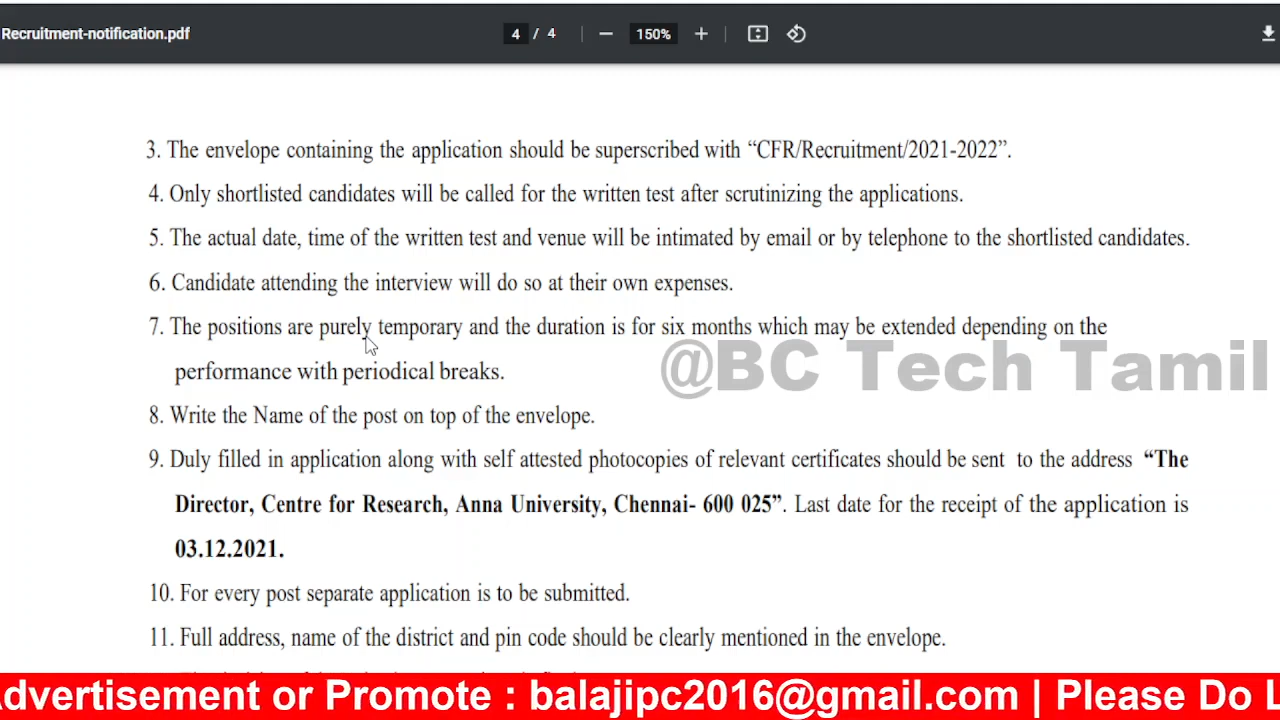 Recruitment-notification.pdf 4 / 4 150%
3. The envelope containing the application should be superscribed with “CFR/Recruitment/2021-2022”.
4. Only shortlisted candidates will be called for the written test after scrutinizing the applications.
5. The actual date, time of the written test and venue will be intimated by email or by telephone to the shortlisted candidates.
6. Candidate attending the interview will do so at their own expenses.
7. The positions are purely temporary and the duration is for six months which may be extended depending on the
performance with periodical breaks.
@BC Tech Tamil
8. Write the Name of the post on top of the envelope.
9. Duly filled in application along with self attested photocopies of relevant certificates should be sent to the address “The
Director, Centre for Research, Anna University, Chennai- 600 025”. Last date for the receipt of the application is
03.12.2021.
10. For every post separate application is to be submitted.
11. Full address, name of the district and pin code should be clearly mentioned in the envelope.
dvertisement or Promote : balajipc2016@gmail.com | Please Do L